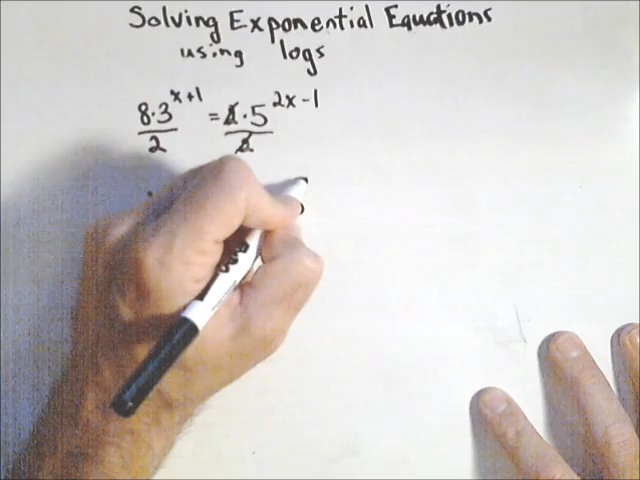 Solving Exponential Equations
using logs
8·3^(x+1) / 2 = 2·5^(2x-1) / 2